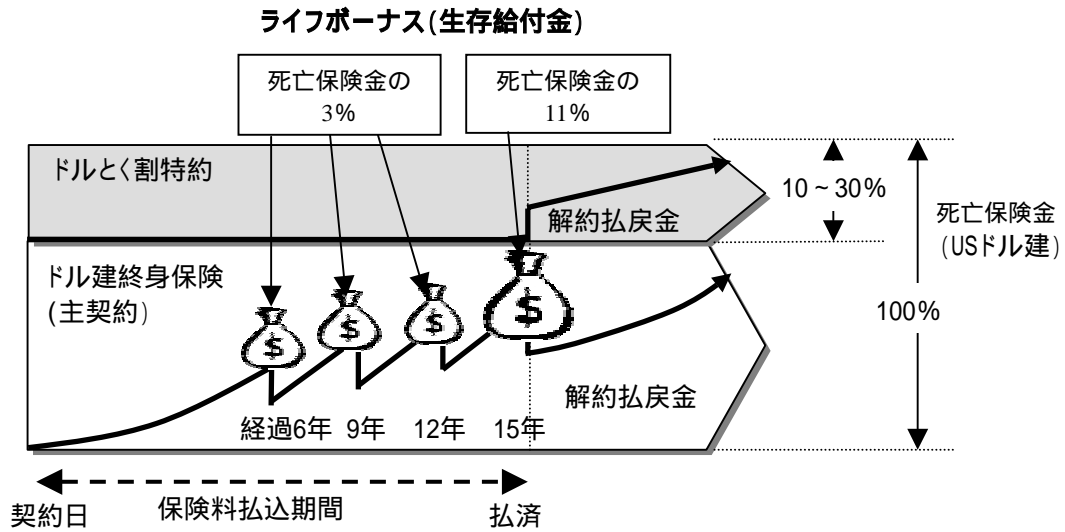 ライフボーナス(生存給付金)
死亡保険金の
3%
死亡保険金の
11%
ドルとく割特約
解約払戻金
10~30%
死亡保険金
(USドル建)
ドル建終身保険
(主契約)
$
$
$
$
100%
解約払戻金
経過6年 9年 12年 15年
契約日 保険料払込期間 払済